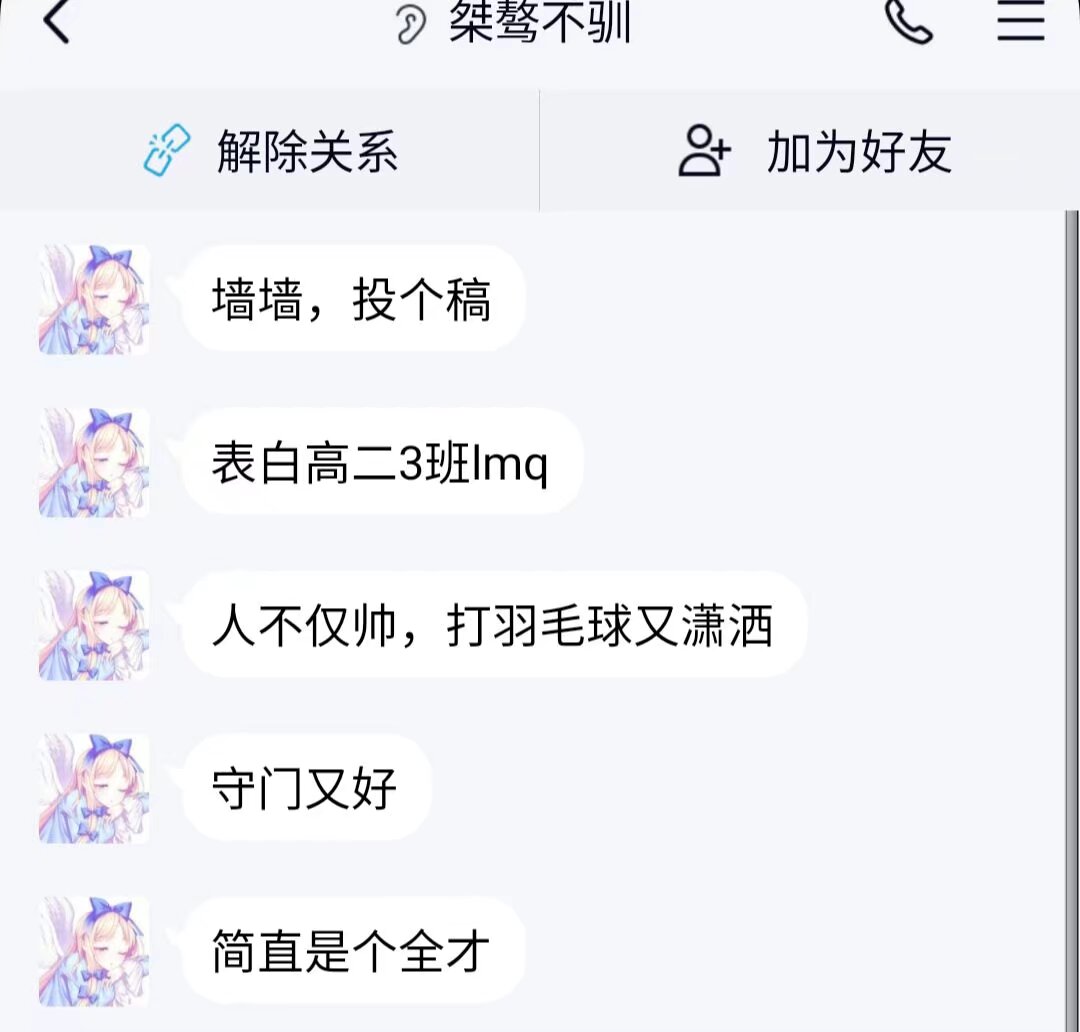 桀骜不驯
解除关系
加为好友
墙墙，投个稿
表白高二3班lmq
人不仅帅，打羽毛球又潇洒
守门又好
简直是个全才